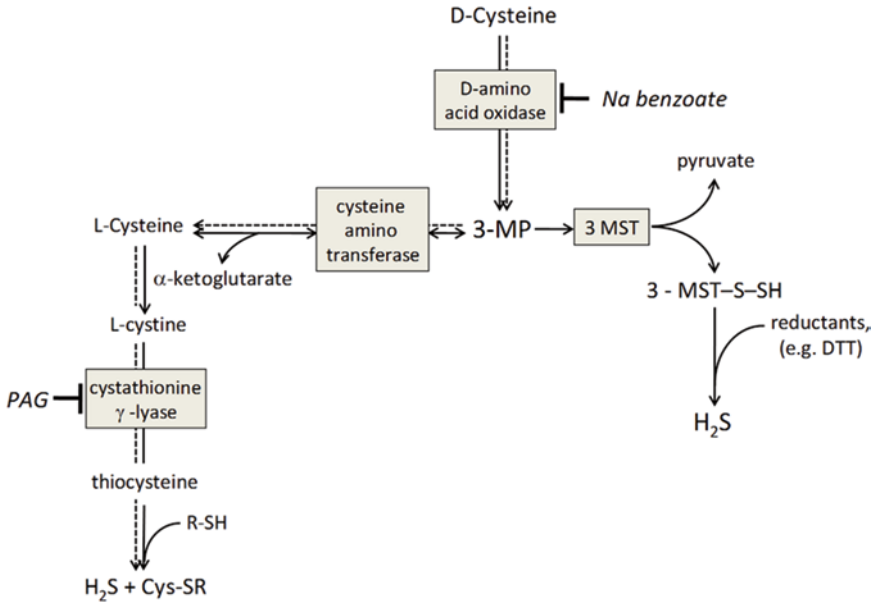 D-Cysteine
D-amino
acid oxidase
Na benzoate
pyruvate
L-Cysteine
cysteine
amino
transferase
3-MP
3 MST
α-ketoglutarate
3 - MST–S–SH
L-cystine
reductants,.
(e.g. DTT)
PAG
cystathionine
γ -lyase
H₂S
thiocysteine
R-SH
H₂S + Cys-SR